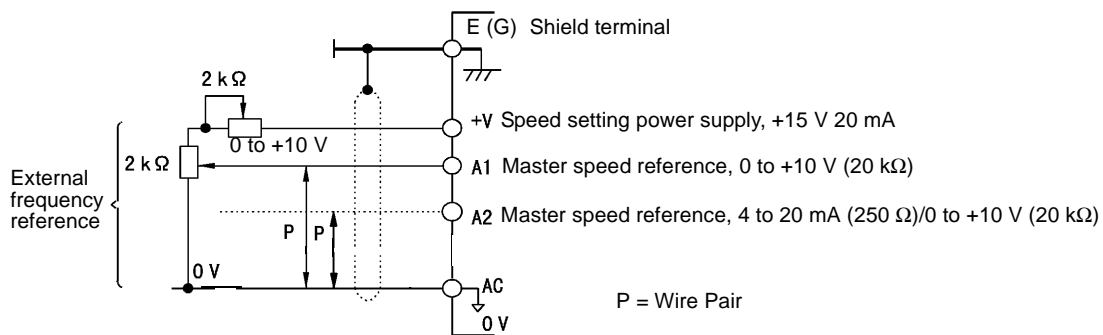 E (G) Shield terminal
2 kΩ
+V Speed setting power supply, +15 V 20 mA
0 to +10 V
2 kΩ
A1 Master speed reference, 0 to +10 V (20 kΩ)
External
frequency
reference
A2 Master speed reference, 4 to 20 mA (250 Ω)/0 to +10 V (20 kΩ)
P P
0 V
AC
P = Wire Pair
0 V